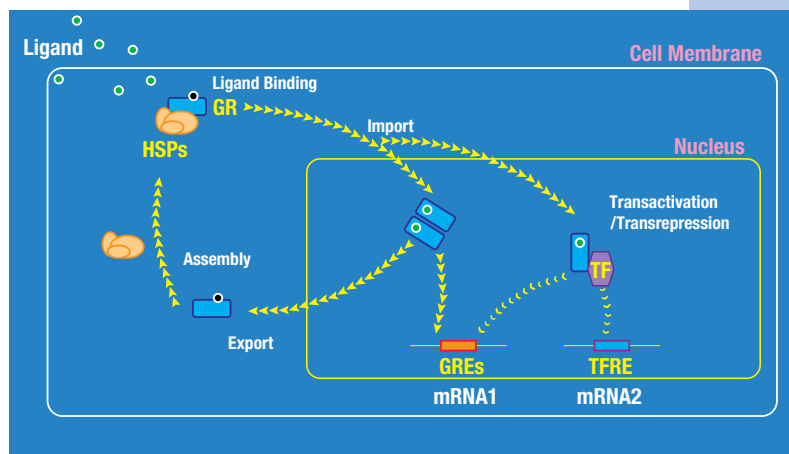 Ligand
Cell Membrane
Ligand Binding
GR
Import
HSPs
Nucleus
Transactivation
/Transrepression
Assembly
TF
Export
GREs
TFRE
mRNA1
mRNA2